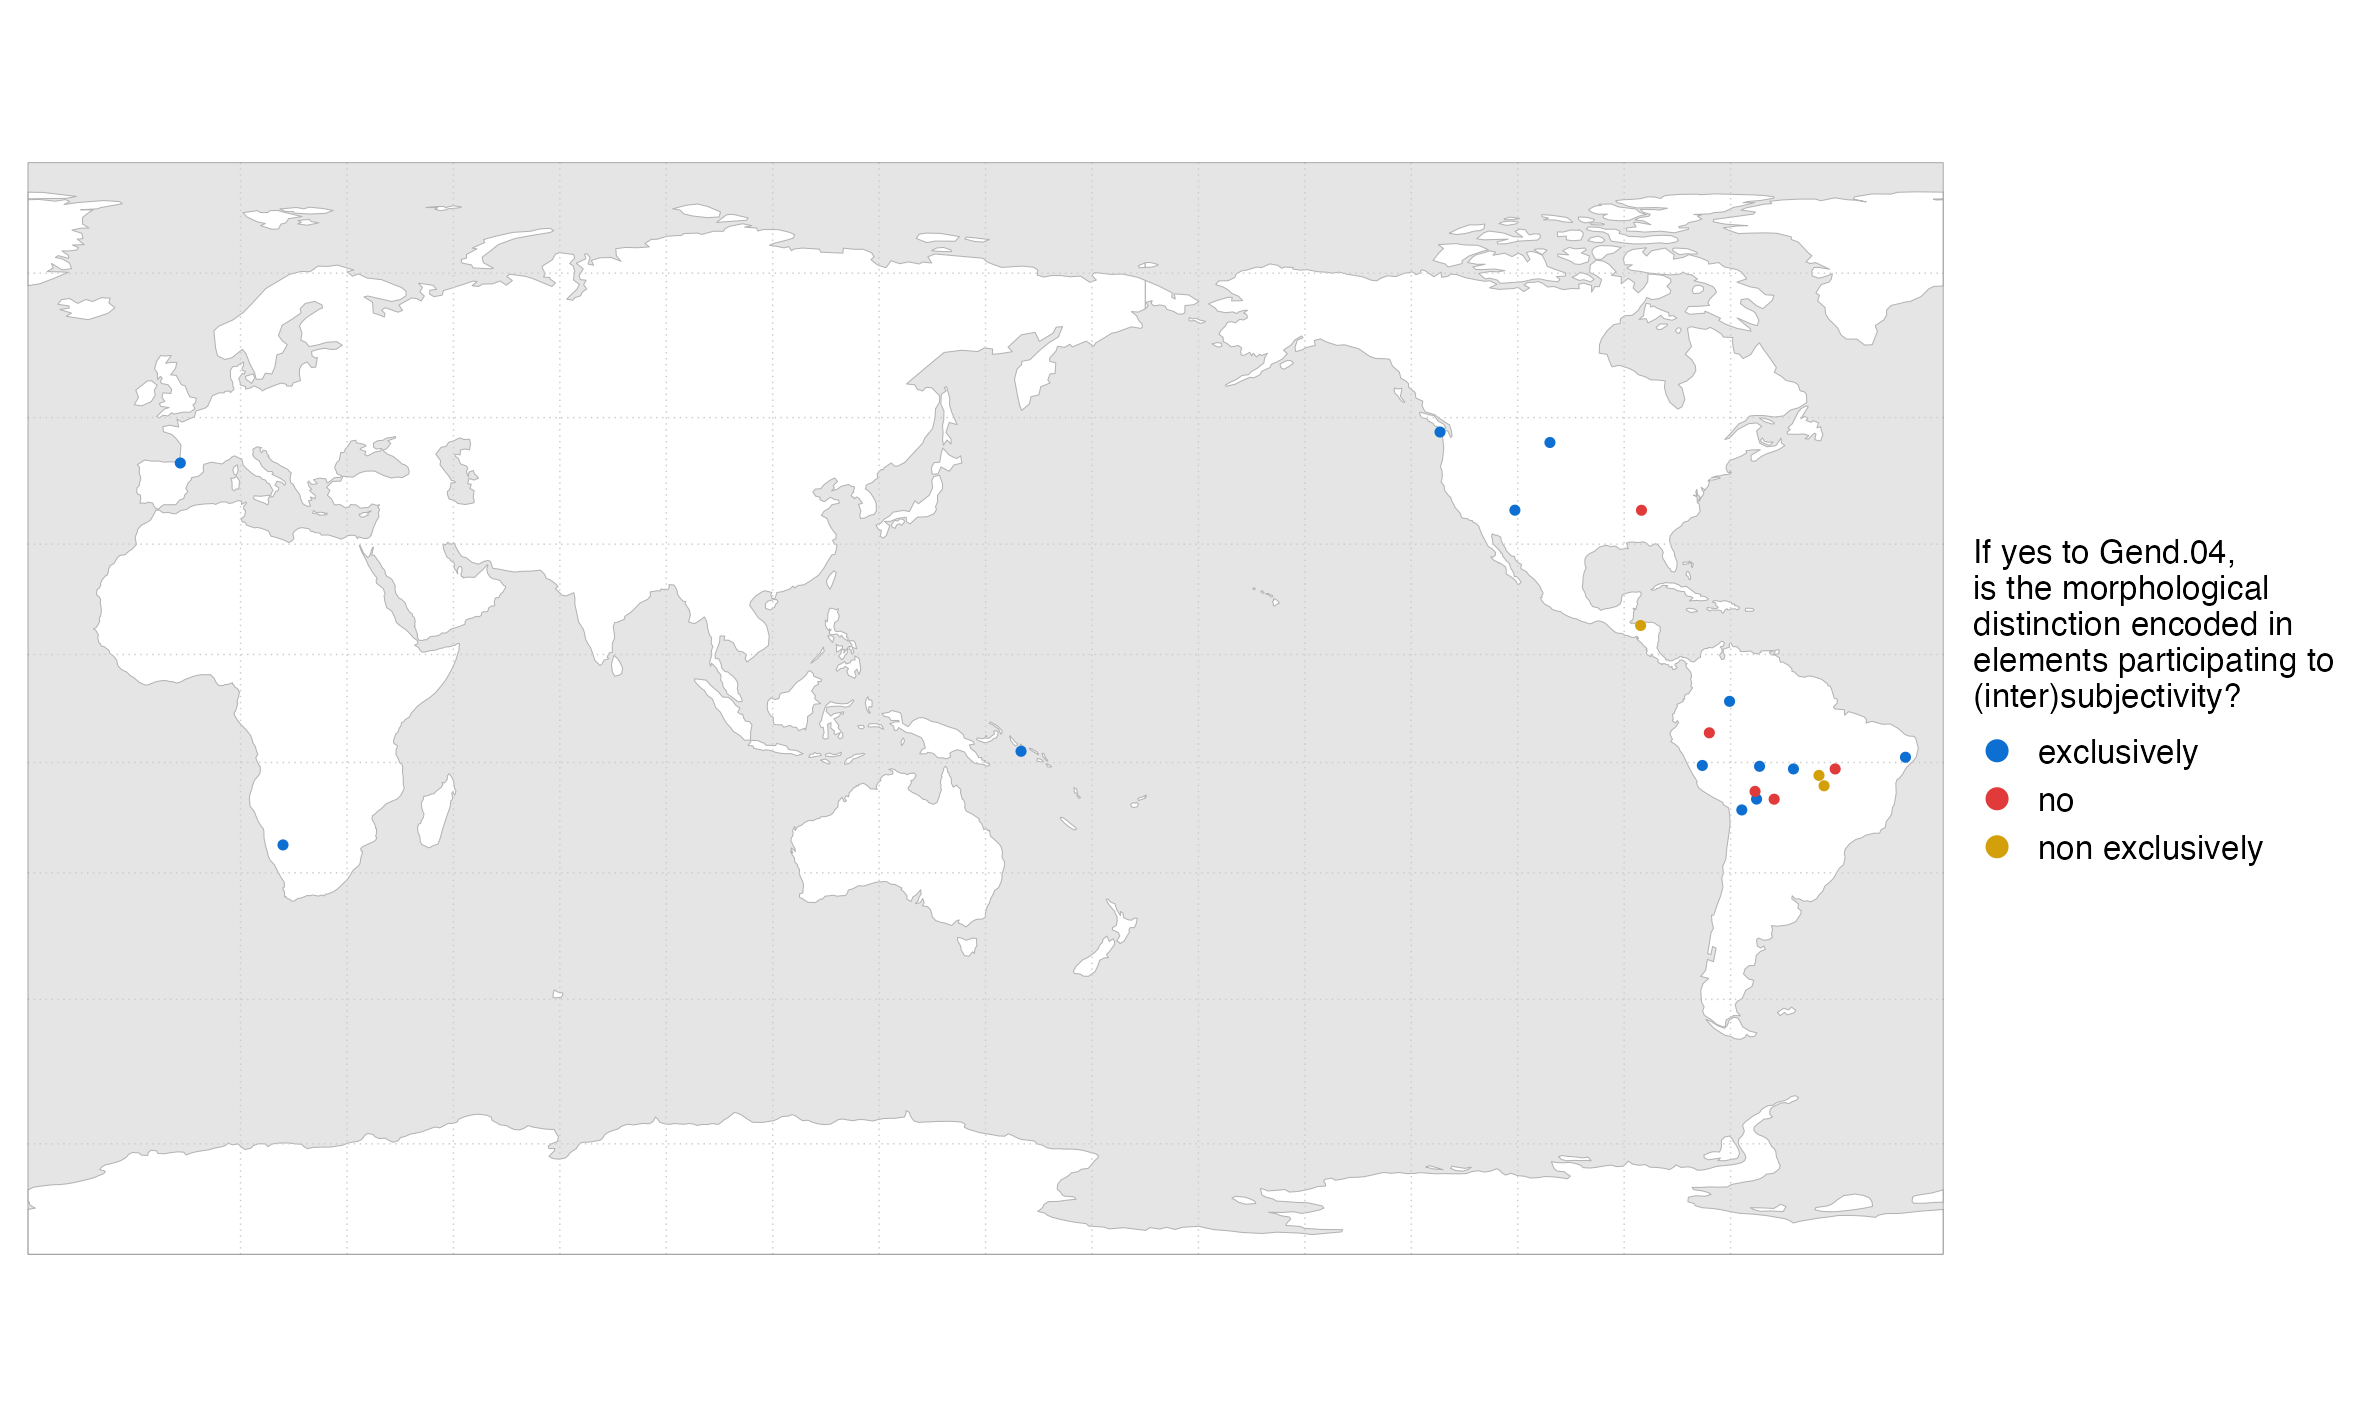 If yes to Gend.04,
is the morphological
distinction encoded in
elements participating to
(inter)subjectivity?
exclusively
no
non exclusively